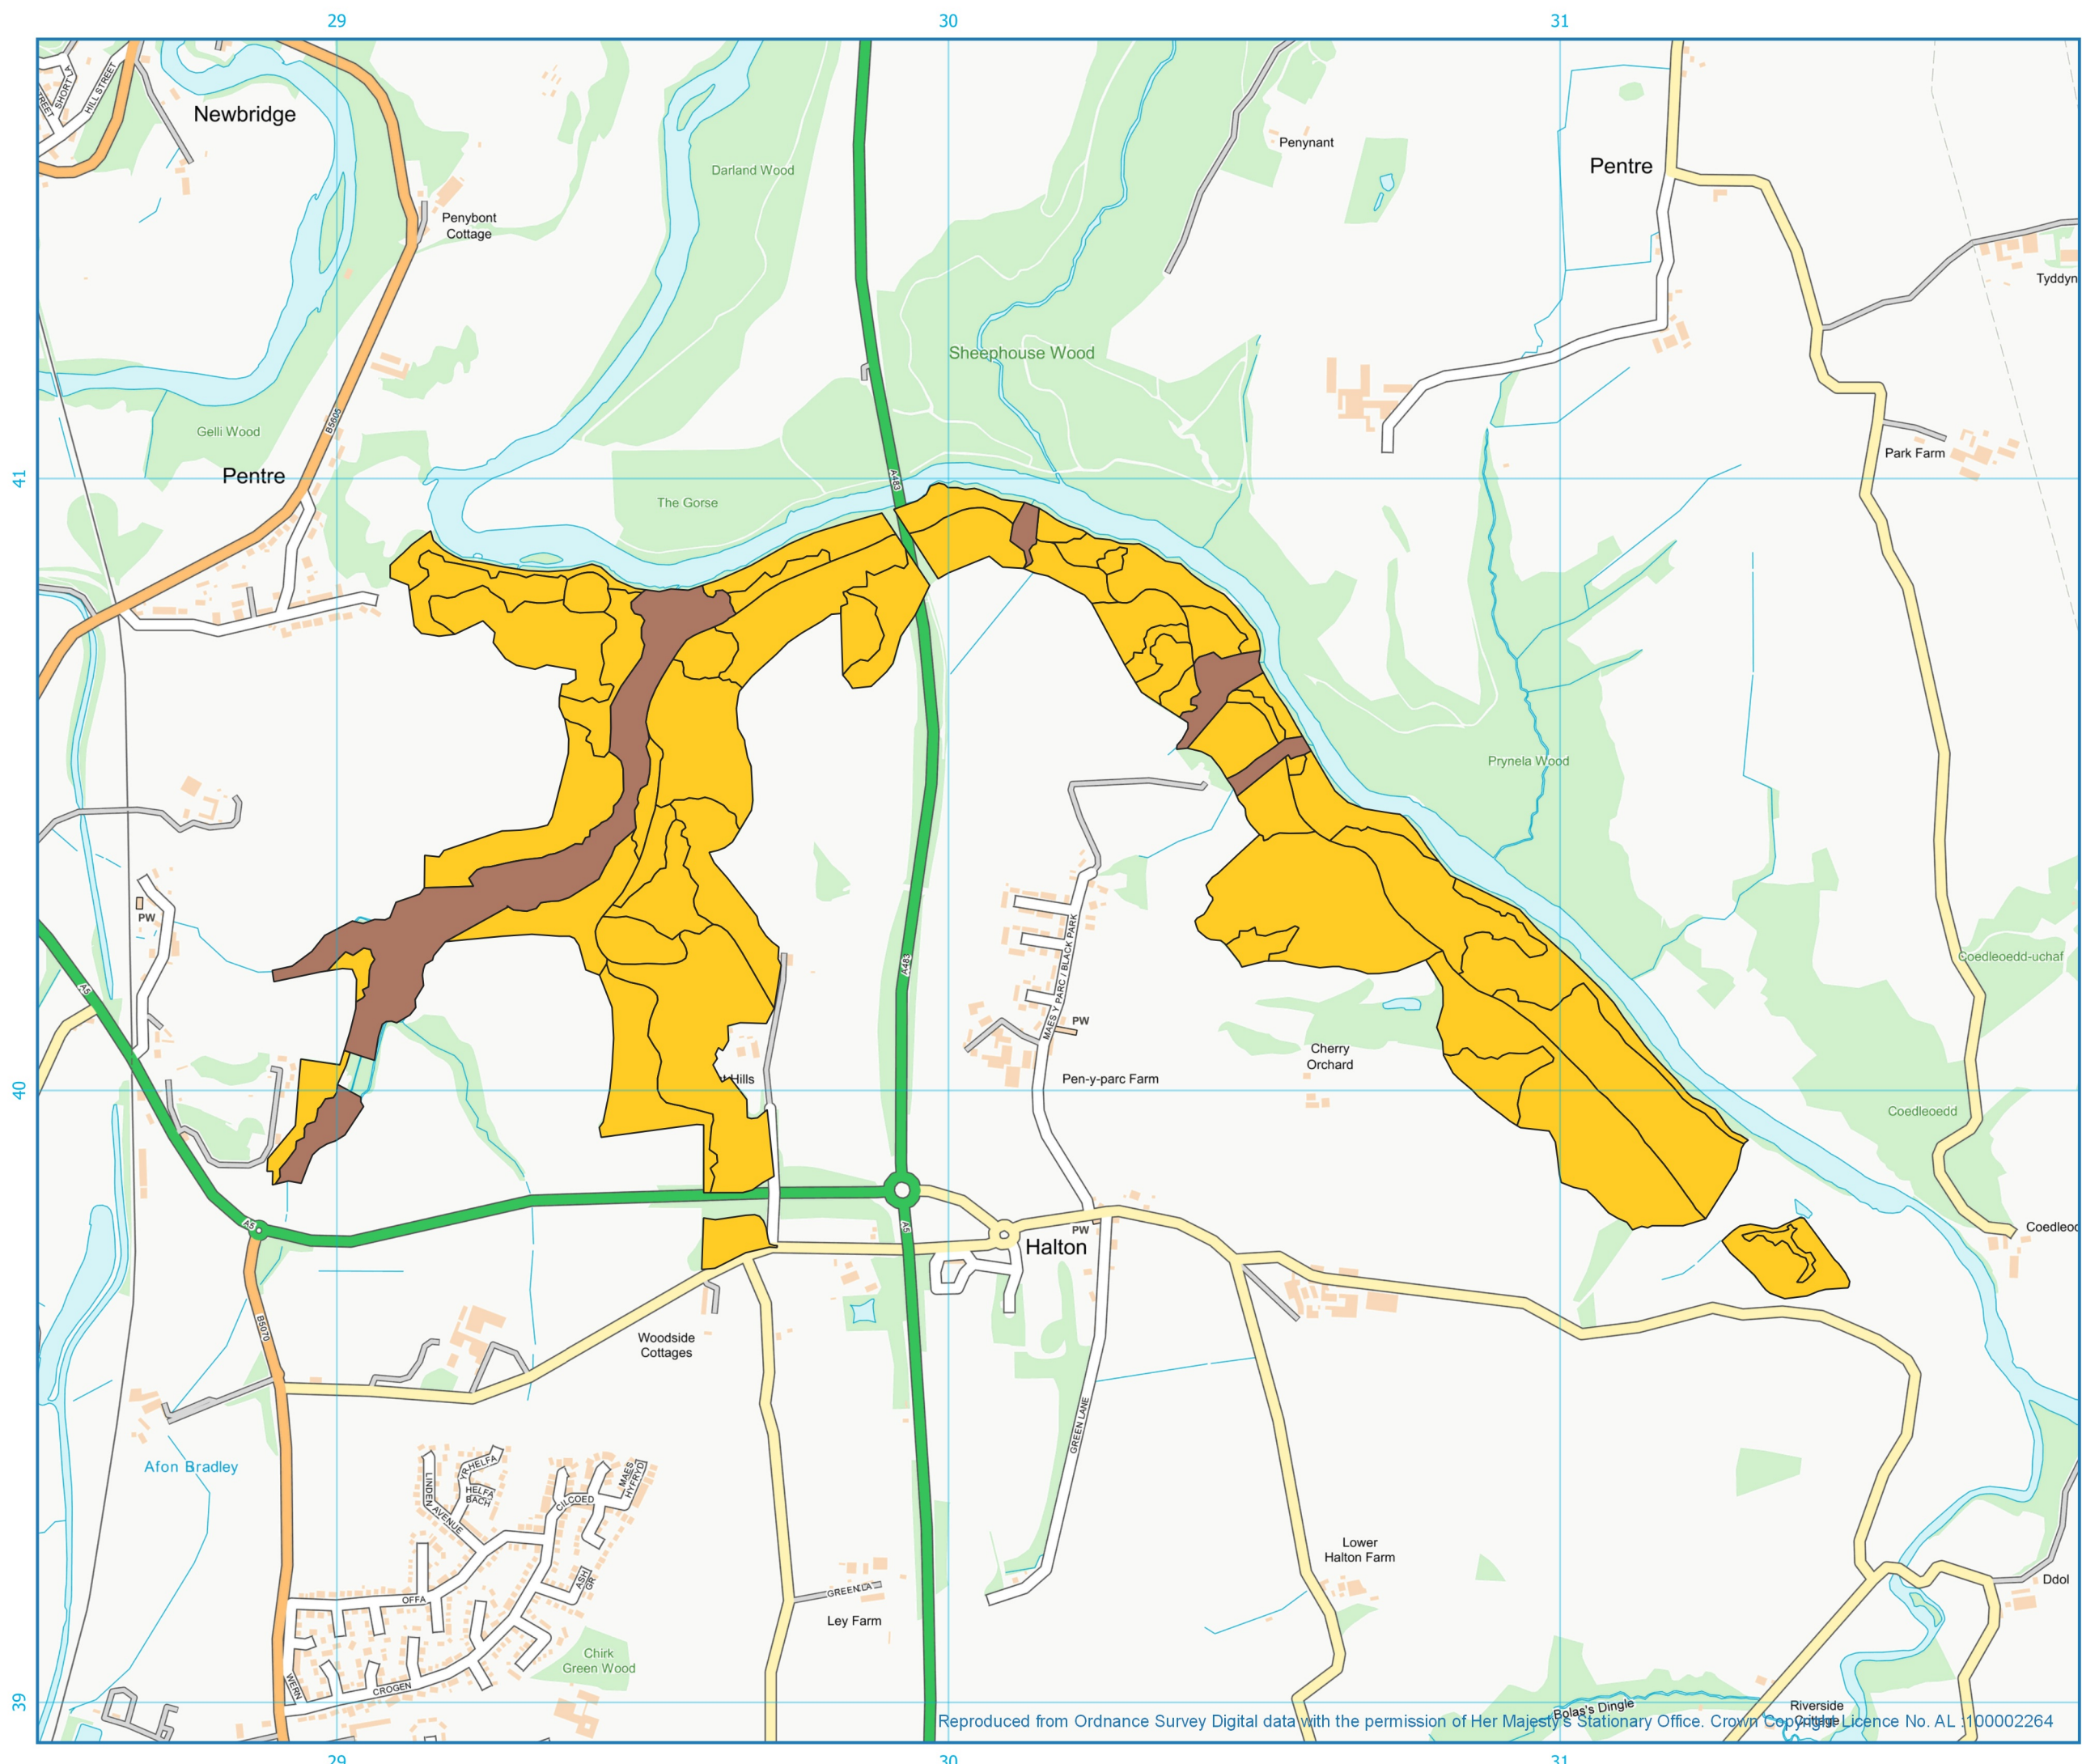 29
30
31
SHORT LA
HILL STREET
Newbridge
Darland Wood
Penynant
Pentre
Penybont
Cottage
Tyddyn
Sheephouse Wood
B5605
Gelli Wood
Pentre
41
A483
The Gorse
Park Farm
Prynela Wood
PW
A5
A483
MAES Y PARC / BLACK PARK
PW
Coedleoedd-uchaf
Cherry
Orchard
Hills
Pen-y-parc Farm
40
Coedleoedd
A5
A5
PW
Halton
Coedleoe
B5070
Woodside
Cottages
GREEN LANE
Afon Bradley
LINDEN
AVENUE
YR-HELFA
HELFA
BACH
CILCOED
MAES
HYFRYD
Lower
Halton Farm
ASH
GR
OFFA
GREEN LA
Ley Farm
Ddol
Chirk
Green Wood
WERN
CROGEN
39
Bolas's Dingle
Riverside
Cottage
Reproduced from Ordnance Survey Digital data with the permission of Her Majesty's Stationary Office. Crown Copyright Licence No. AL :100002264
29
30
31